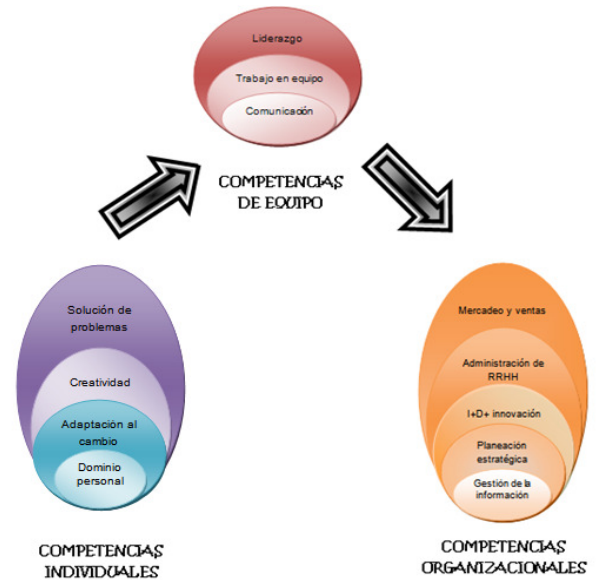 Liderazgo
Trabajo en equipo
Comunicación
COMPETENCIAS
DE EQUIPO
Solución de
problemas
Creatividad
Adaptación al
cambio
Dominio
personal
COMPETENCIAS
INDIVIDUALES
Mercadeo y ventas
Administración de
RRHH
I+D+ innovación
Planeación
estratégica
Gestión de la
información
COMPETENCIAS
ORGANIZACIONALES